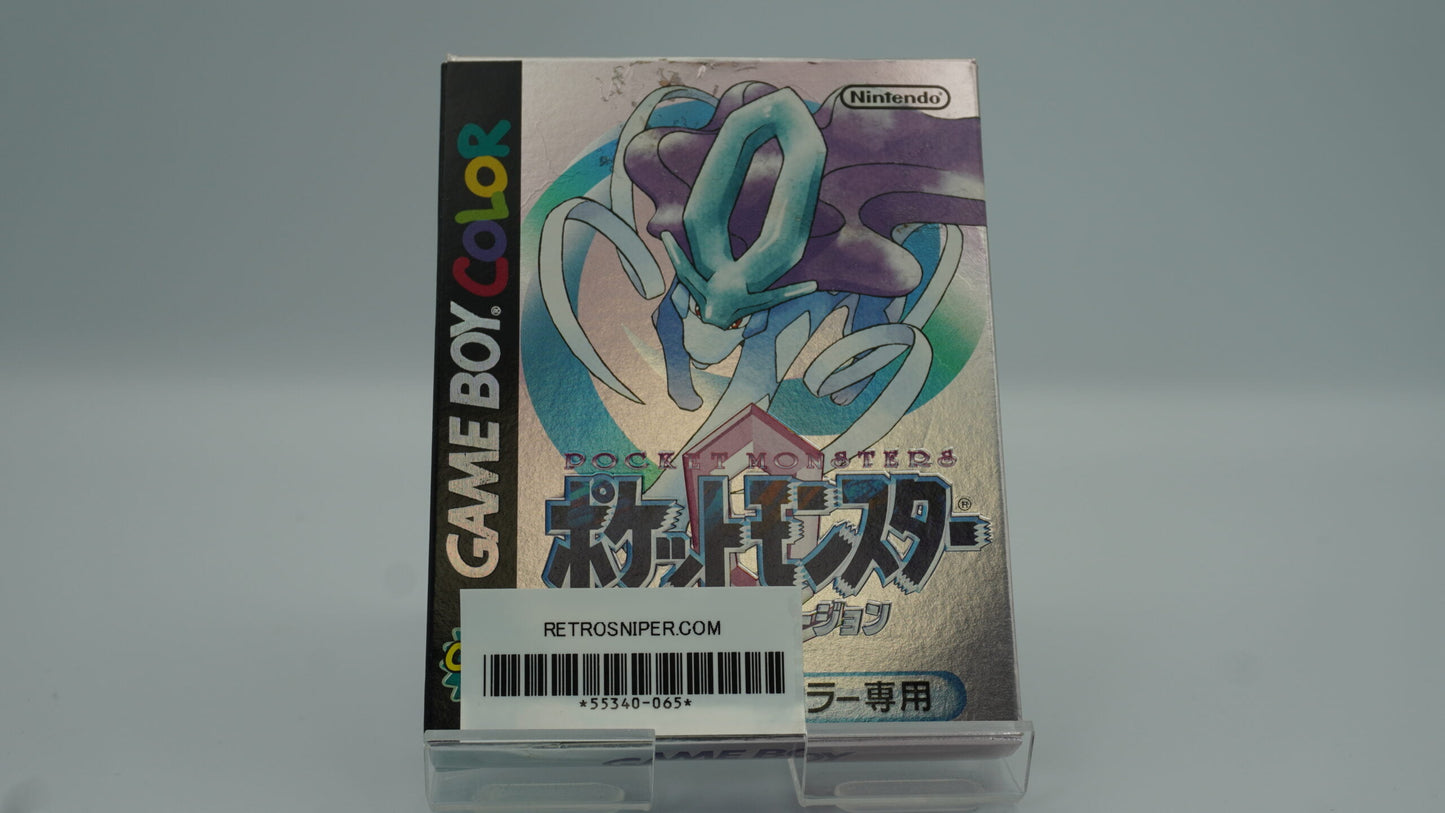 Nintendo®
GAME BOY® COLOR
POCKET MONSTERS
ポケットモンスター®
ージョン
ラー専用
RETROSNIPER.COM
*55340-065*
GAME BOY